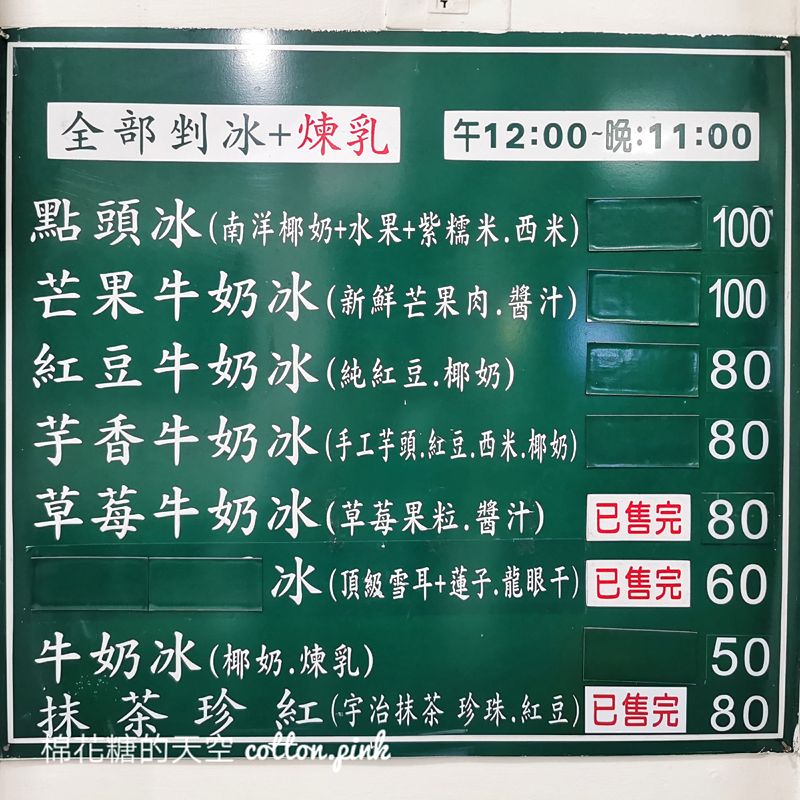 全部剉冰+煉乳 午12:00~晚:11:00
點頭冰(南洋椰奶+水果+紫糯米.西米) 100
芒果牛奶冰(新鮮芒果肉.醬汁) 100
紅豆牛奶冰(純紅豆.椰奶) 80
芋香牛奶冰(手工芋頭.紅豆.西米.椰奶) 80
草莓牛奶冰(草莓果粒.醬汁) 已售完 80
冰(頂級雪耳+蓮子.龍眼干) 已售完 60
牛奶冰(椰奶.煉乳) 50
抹茶珍紅(宇治抹茶 珍珠.紅豆) 已售完 80
棉花糖的天空 cotton.pink